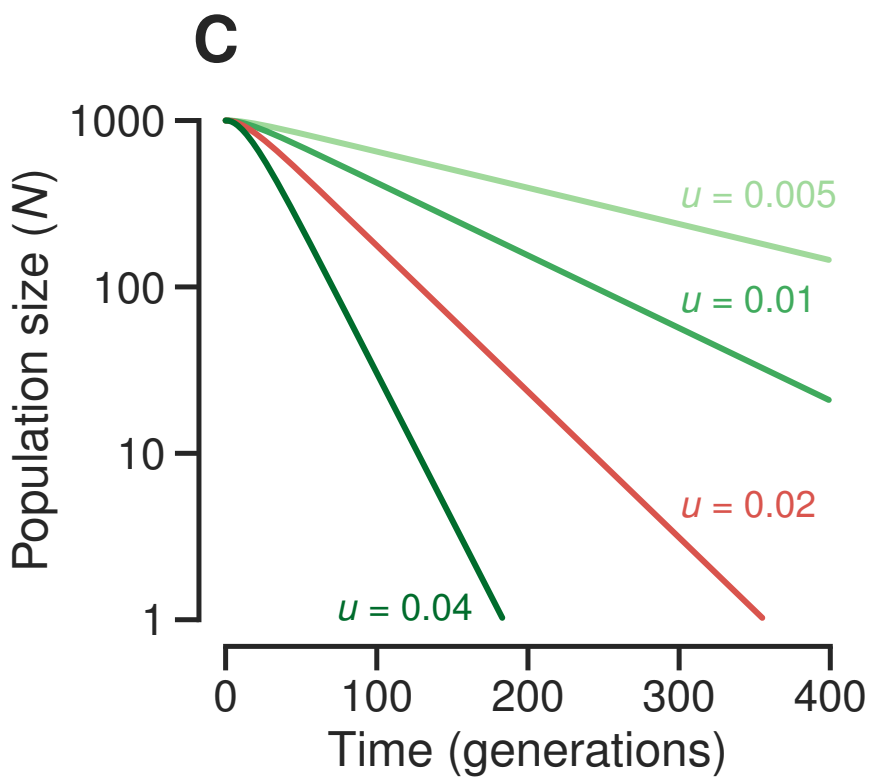 C
1000
100
10
1
Population size (N)
u = 0.005
u = 0.01
u = 0.02
u = 0.04
0 100 200 300 400
Time (generations)